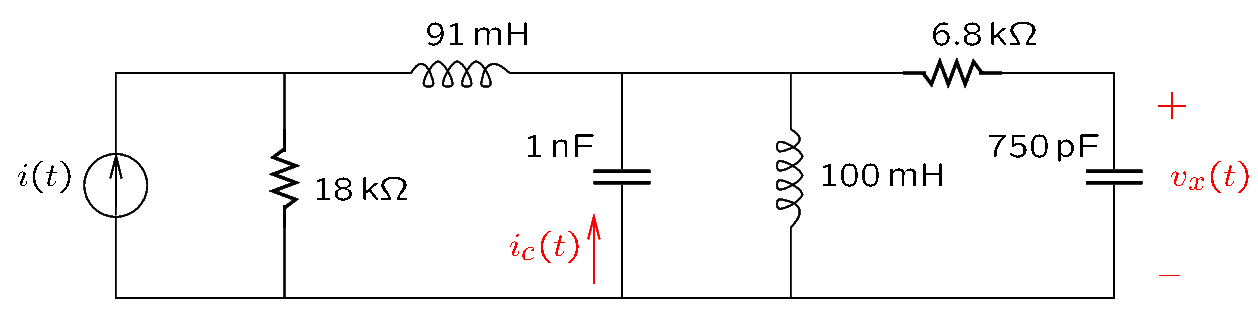 91 mH
6.8 kΩ
1 nF
750 pF
+
i(t)
18 kΩ
100 mH
v_x(t)
i_c(t)
–